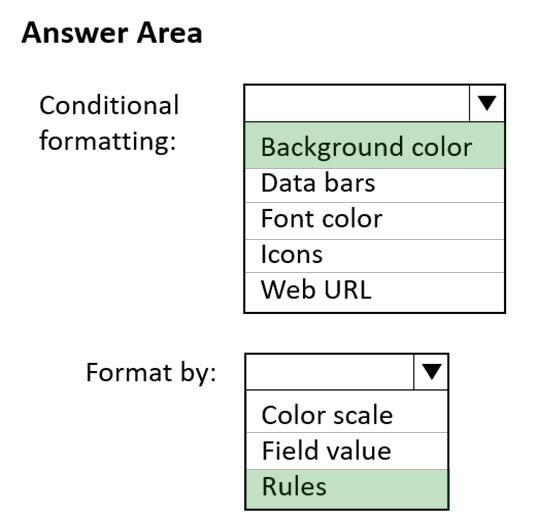 Answer Area
Conditional
formatting:
Background color
Data bars
Font color
Icons
Web URL
Format by:
Color scale
Field value
Rules